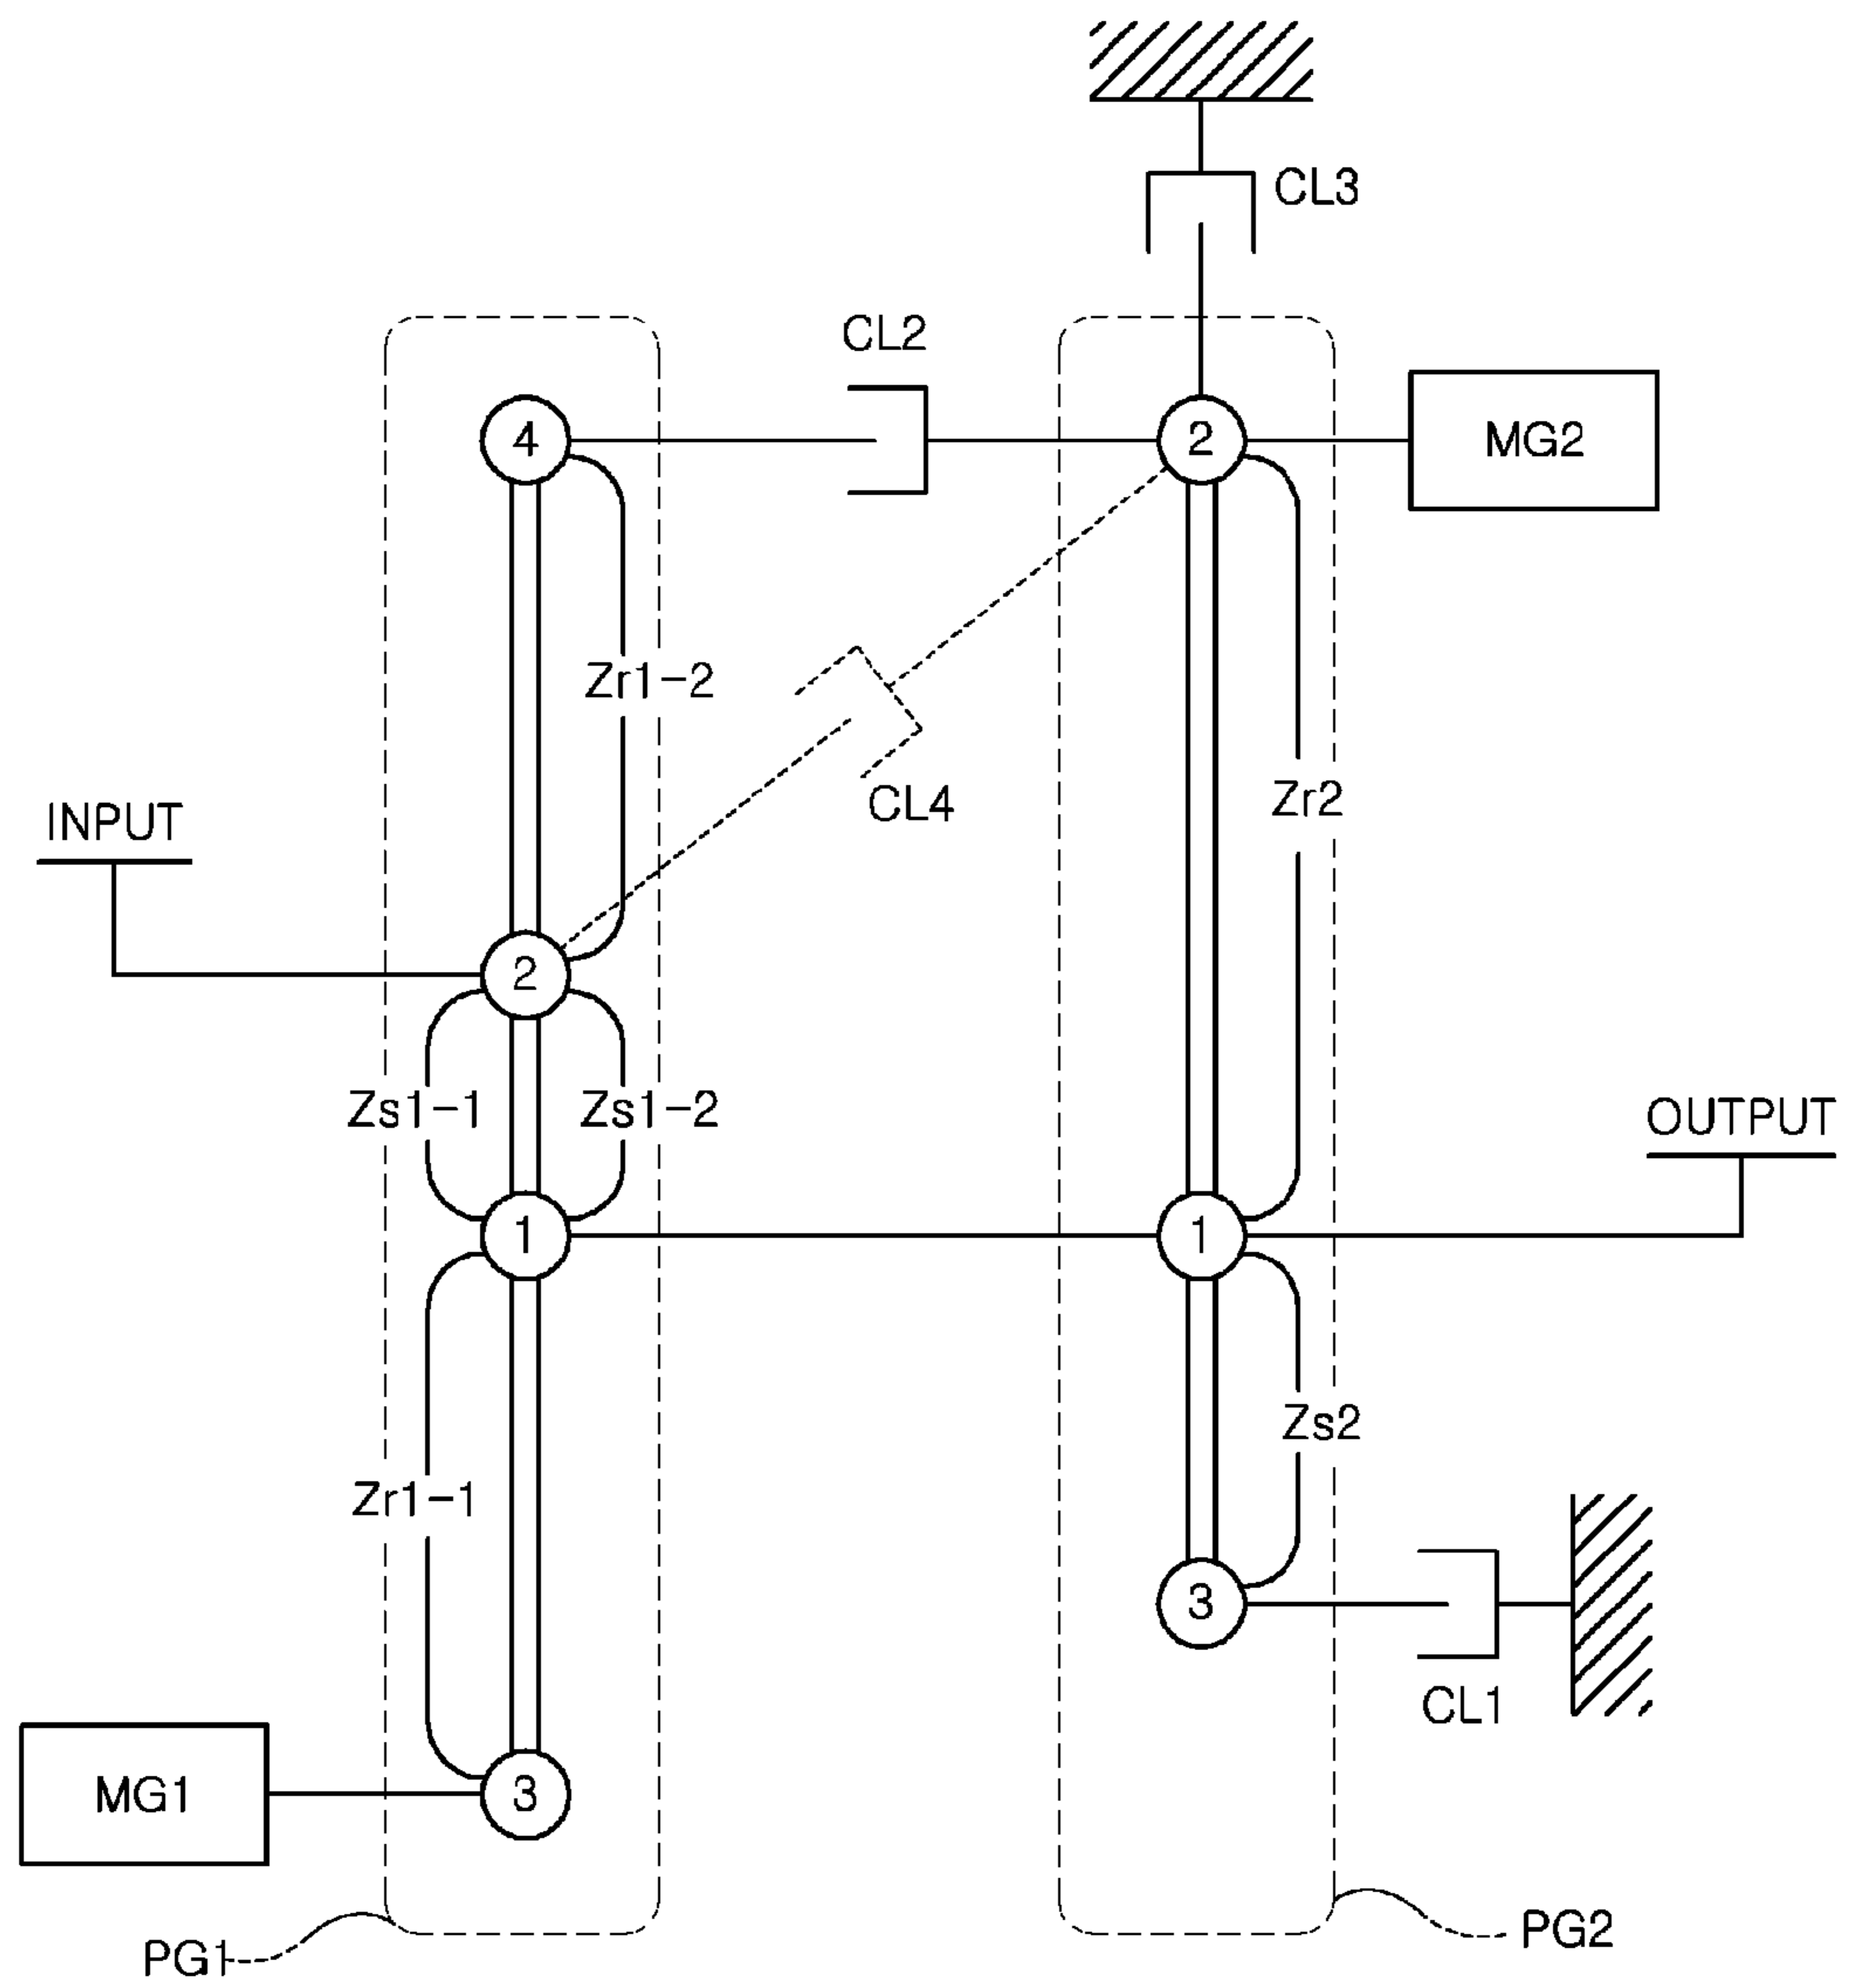 CL3
CL2
4
2
MG2
Zr1-2
CL4
Zr2
INPUT
2
Zs1-1
Zs1-2
OUTPUT
1
1
Zs2
Zr1-1
3
CL1
MG1
3
PG1
PG2